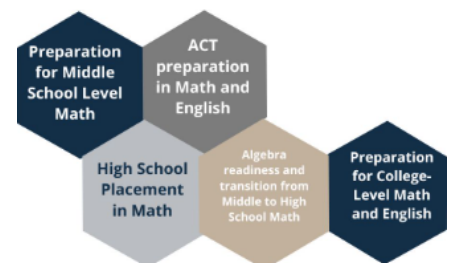 Preparation
for Middle
School Level
Math
ACT
preparation
in Math and
English
High School
Placement
in Math
Algebra
readiness and
transition from
Middle to High
School Math
Preparation
for College-
Level Math
and English